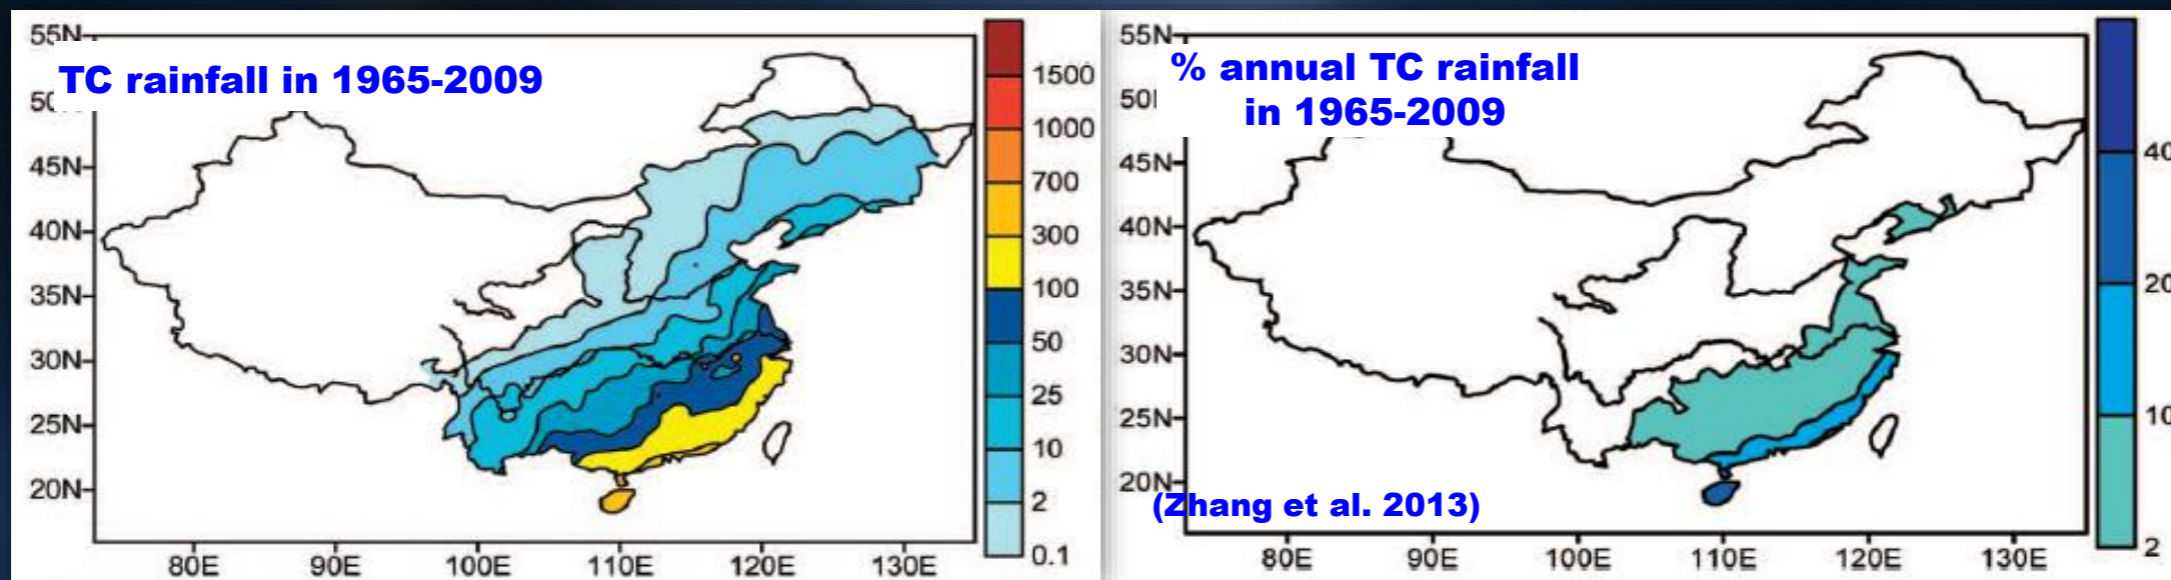 55N
TC rainfall in 1965-2009
50
45N
40N
35N
30N
25N
20N
80E 90E 100E 110E 120E 130E
1500
1000
700
300
100
50
25
10
2
0.1
55N
% annual TC rainfall
in 1965-2009
50
45N
40N
35N
30N
25N
20N
(Zhang et al. 2013)
80E 90E 100E 110E 120E 130E
40
20
10
2